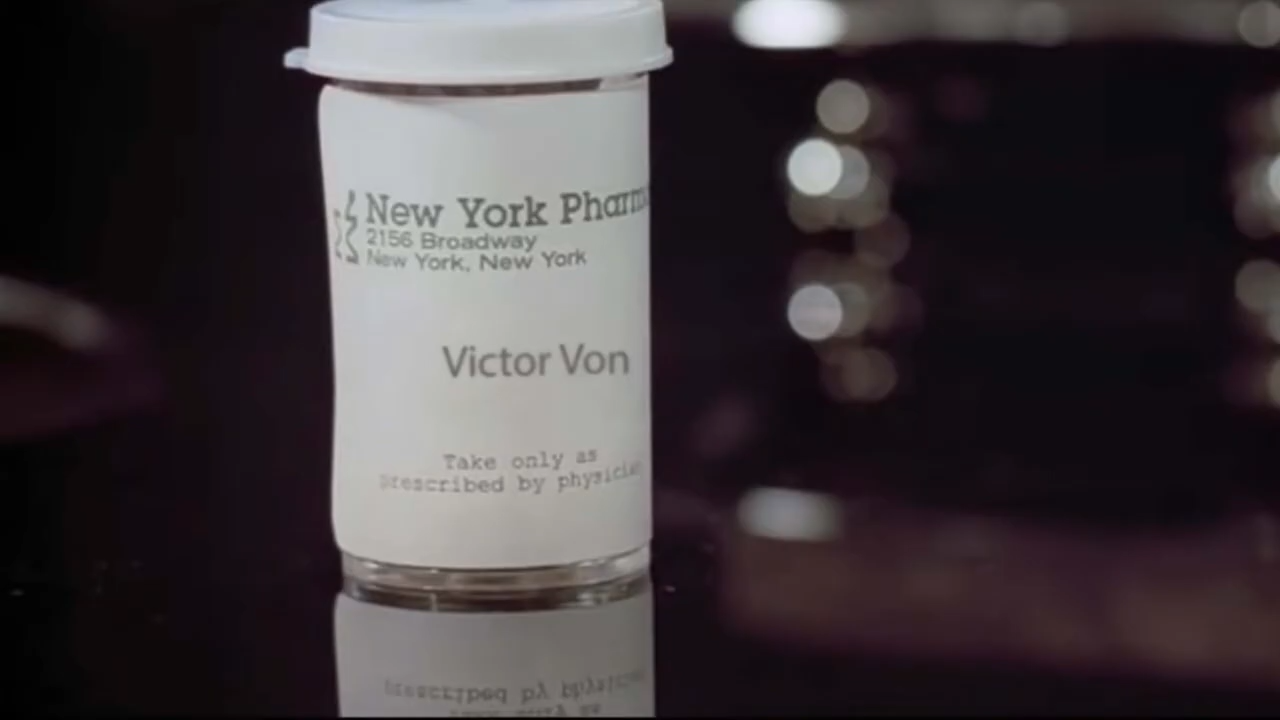 New York Pharm
2156 Broadway
New York, New York
Victor Von
Take only as
prescribed by physician